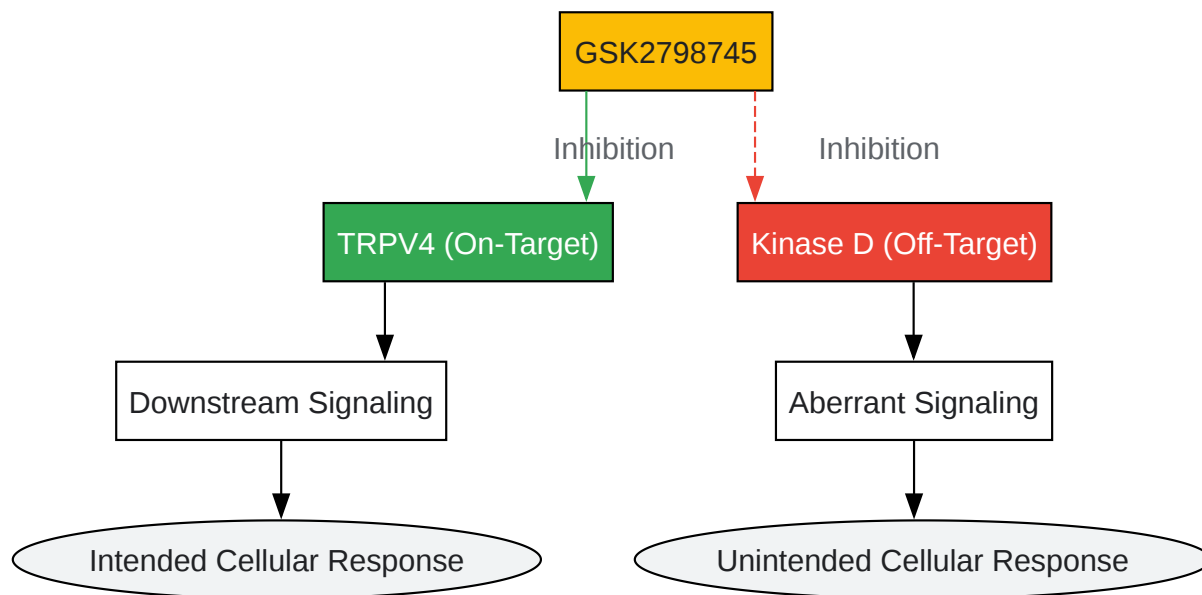 GSK2798745
Inhibition
Inhibition
TRPV4 (On-Target)
Kinase D (Off-Target)
Downstream Signaling
Aberrant Signaling
Intended Cellular Response
Unintended Cellular Response